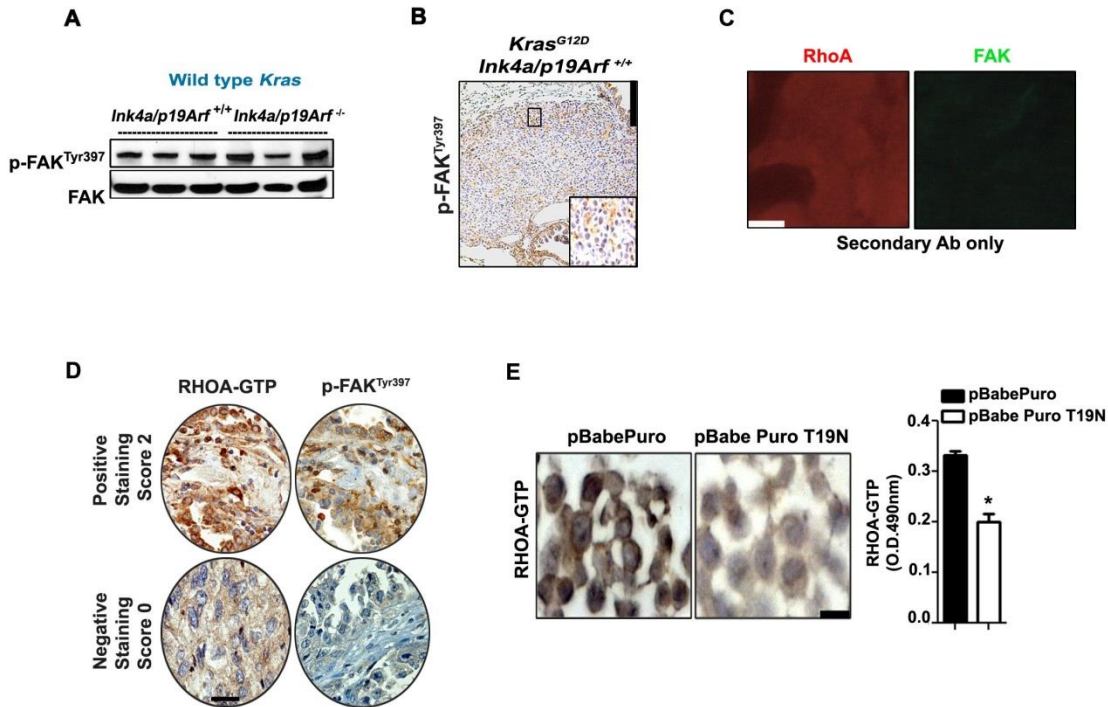 A
Wild type Kras
Ink4a/p19Arf +/+ Ink4a/p19Arf -/-
p-FAKTyr397
FAK
B
KrasG12D
Ink4a/p19Arf +/+
p-FAKTyr397
C
RhoA FAK
Secondary Ab only
D
RHOA-GTP p-FAKTyr397
Positive
Staining
Score 2
Negative
Staining
Score 0
E
pBabePuro pBabe Puro T19N
RHOA-GTP
pBabePuro
pBabe Puro T19N
RHOA-GTP
(O.D.490nm)
0.4
0.3
0.2
0.1
0.0
*